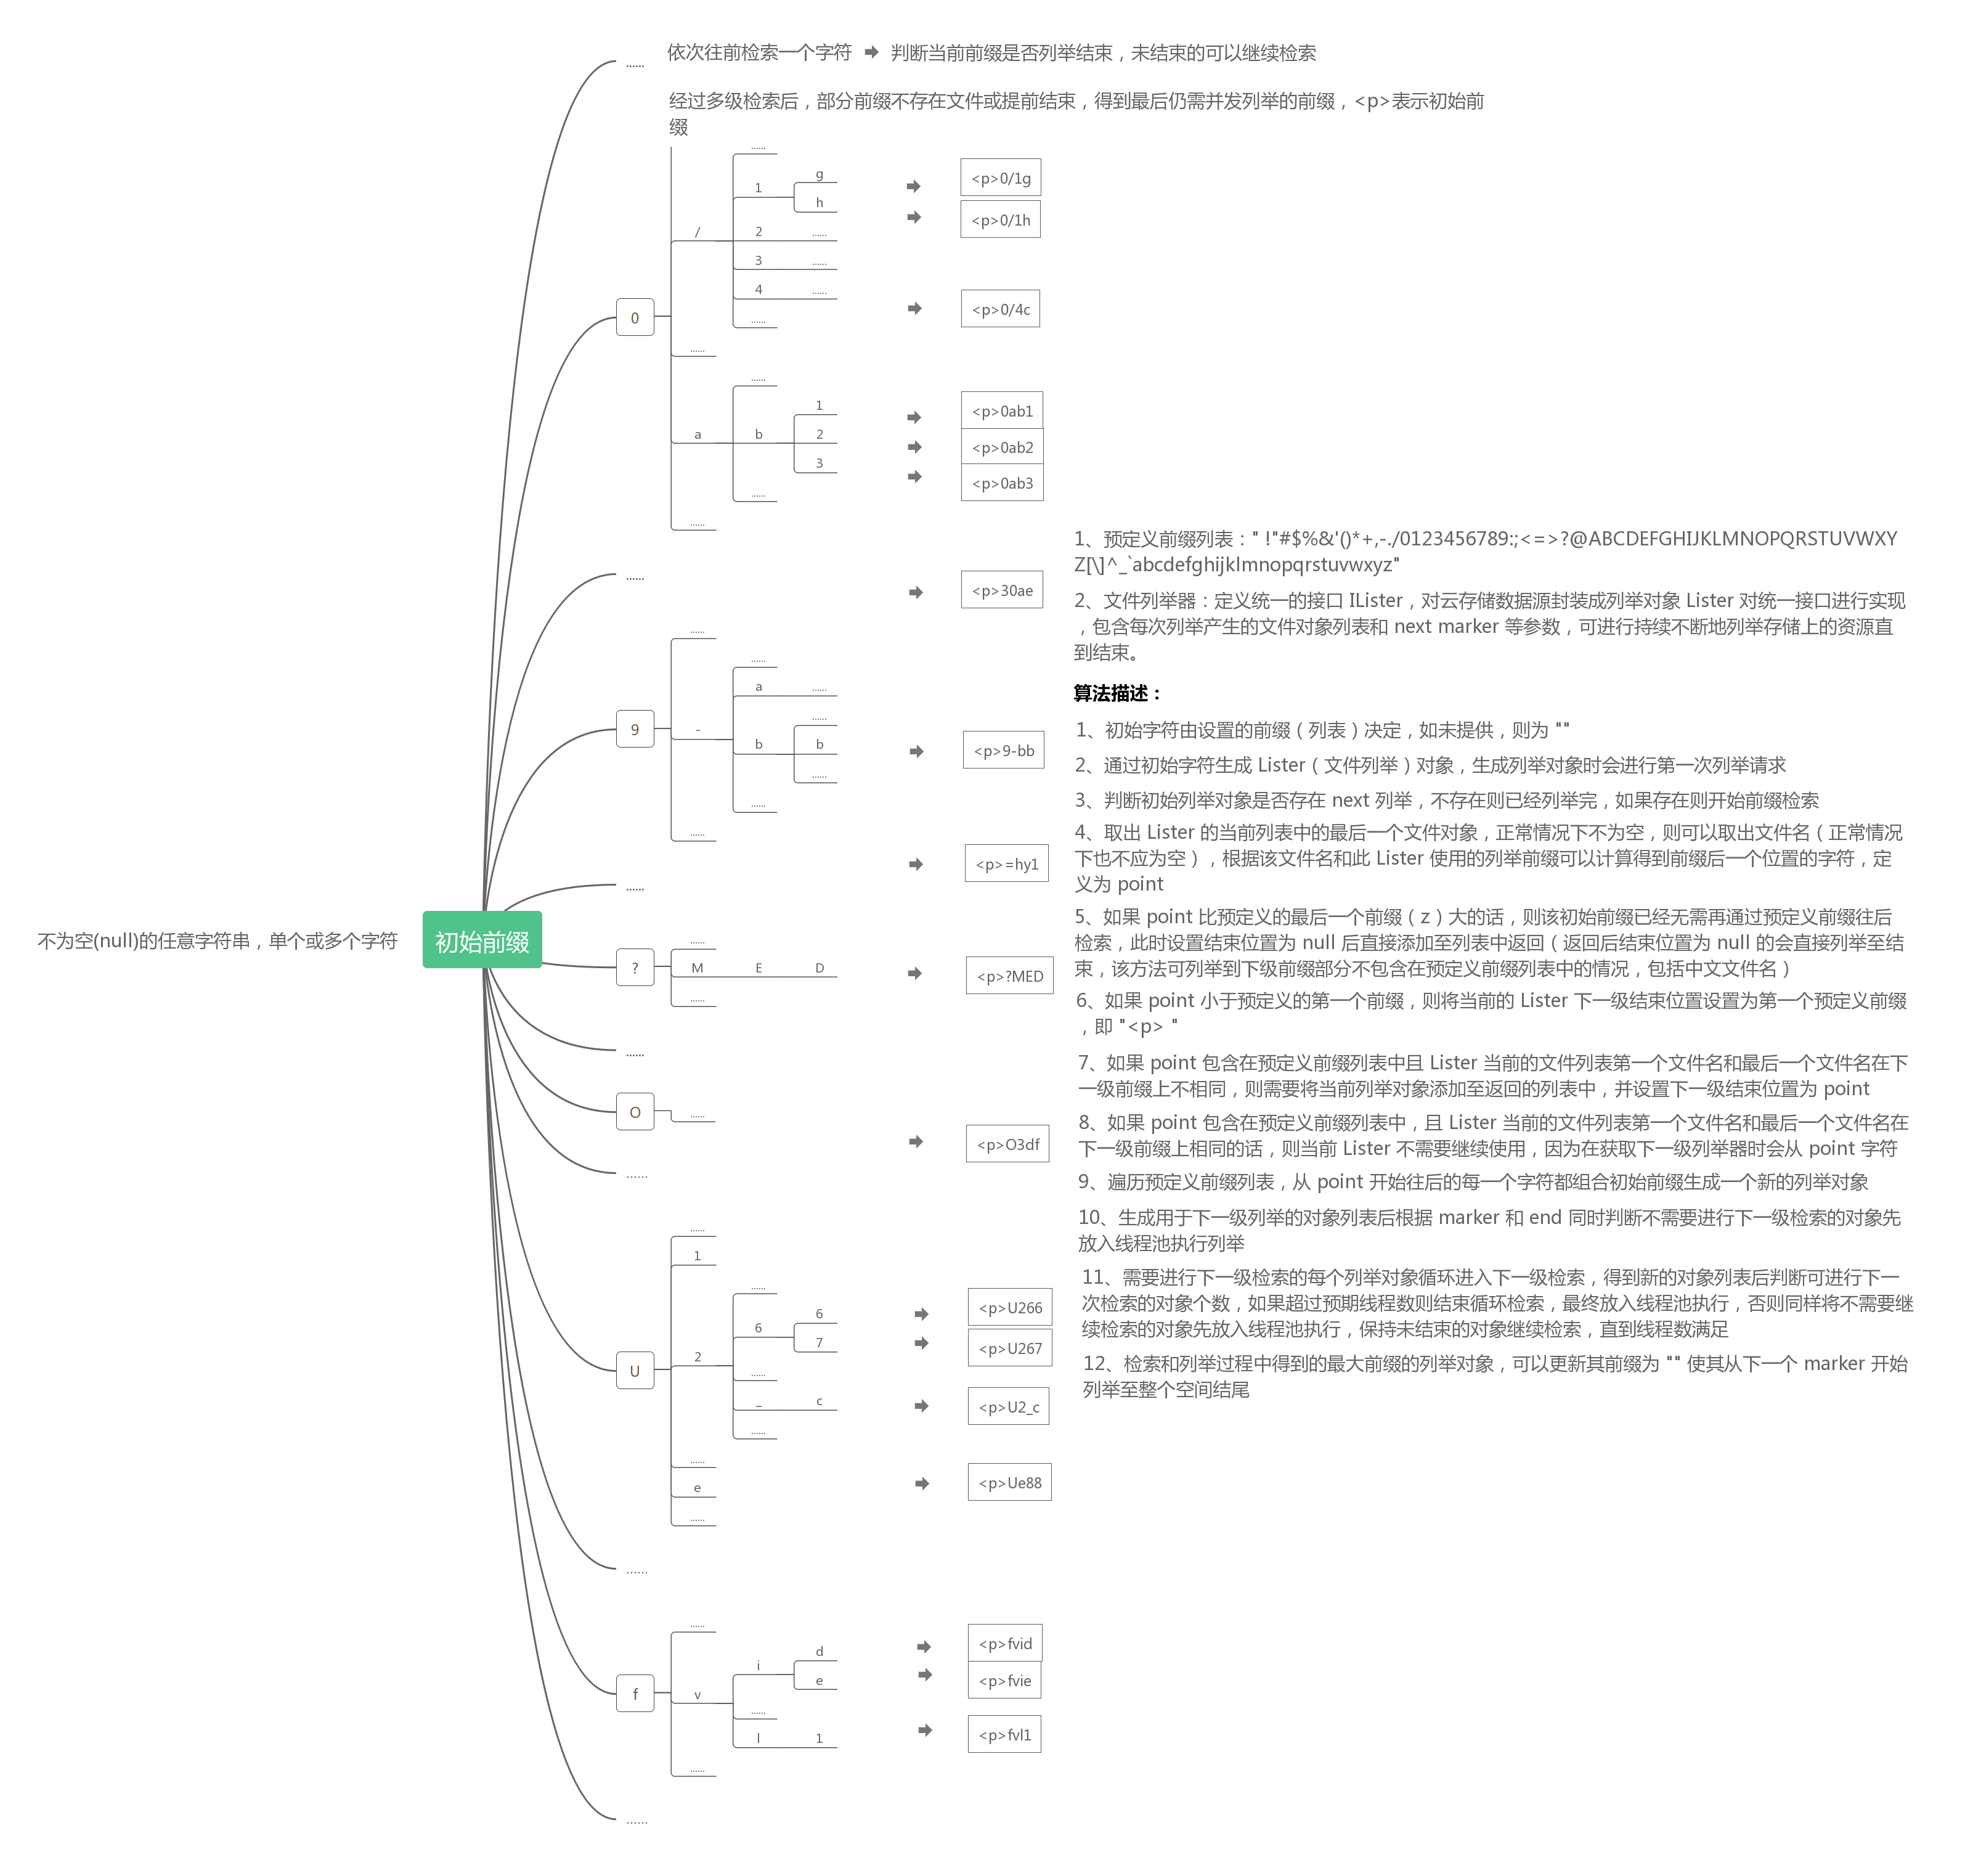 依次往前检索一个字符 ➡ 判断当前前缀是否列举结束，未结束的可以继续检索
......
经过多级检索后，部分前缀不存在文件或提前结束，得到最后仍需并发列举的前缀，<p>表示初始前
缀
......
g
1
<p>0/1g
h
<p>0/1h
/
2
......
3
......
4
......
<p>0/4c
0
......
......
......
1
<p>0ab1
a
b
2
<p>0ab2
3
<p>0ab3
......
......
......
<p>30ae
......
......
a
......
......
9
-
b
b
<p>9-bb
......
......
......
<p>=hy1
......
不为空(null)的任意字符串，单个或多个字符
初始前缀
......
?
M
E
D
<p>?MED
......
......
O
......
<p>O3df
......
......
1
......
6
<p>U266
6
7
<p>U267
U
2
......
_
c
<p>U2_c
......
......
e
<p>Ue88
......
......
......
d
<p>fvid
i
e
<p>fvie
f
v
......
l
1
<p>fvl1
......
......
1、预定义前缀列表：" !"#$%&'()*+,-./0123456789:;<=>?@ABCDEFGHIJKLMNOPQRSTUVWXY
Z[\]^_`abcdefghijklmnopqrstuvwxyz"
2、文件列举器：定义统一的接口 ILister，对云存储数据源封装成列举对象 Lister 对统一接口进行实现
，包含每次列举产生的文件对象列表和 next marker 等参数，可进行持续不断地列举存储上的资源直
到结束。
算法描述：
1、初始字符由设置的前缀（列表）决定，如未提供，则为 ""
2、通过初始字符生成 Lister（文件列举）对象，生成列举对象时会进行第一次列举请求
3、判断初始列举对象是否存在 next 列举，不存在则已经列举完，如果存在则开始前缀检索
4、取出 Lister 的当前列表中的最后一个文件对象，正常情况下不为空，则可以取出文件名（正常情况
下也不应为空），根据该文件名和此 Lister 使用的列举前缀可以计算得到前缀后一个位置的字符，定
义为 point
5、如果 point 比预定义的最后一个前缀（z）大的话，则该初始前缀已经无需再通过预定义前缀往后
检索，此时设置结束位置为 null 后直接添加至列表中返回（返回后结束位置为 null 的会直接列举至结
束，该方法可列举到下级前缀部分不包含在预定义前缀列表中的情况，包括中文文件名）
6、如果 point 小于预定义的第一个前缀，则将当前的 Lister 下一级结束位置设置为第一个预定义前缀
，即 "<p> "
7、如果 point 包含在预定义前缀列表中且 Lister 当前的文件列表第一个文件名和最后一个文件名在下
一级前缀上不相同，则需要将当前列举对象添加至返回的列表中，并设置下一级结束位置为 point
8、如果 point 包含在预定义前缀列表中，且 Lister 当前的文件列表第一个文件名和最后一个文件名在
下一级前缀上相同的话，则当前 Lister 不需要继续使用，因为在获取下一级列举器时会从 point 字符
9、遍历预定义前缀列表，从 point 开始往后的每一个字符都组合初始前缀生成一个新的列举对象
10、生成用于下一级列举的对象列表后根据 marker 和 end 同时判断不需要进行下一级检索的对象先
放入线程池执行列举
11、需要进行下一级检索的每个列举对象循环进入下一级检索，得到新的对象列表后判断可进行下一
次检索的对象个数，如果超过预期线程数则结束循环检索，最终放入线程池执行，否则同样将不需要继
续检索的对象先放入线程池执行，保持未结束的对象继续检索，直到线程数满足
12、检索和列举过程中得到的最大前缀的列举对象，可以更新其前缀为 "" 使其从下一个 marker 开始
列举至整个空间结尾